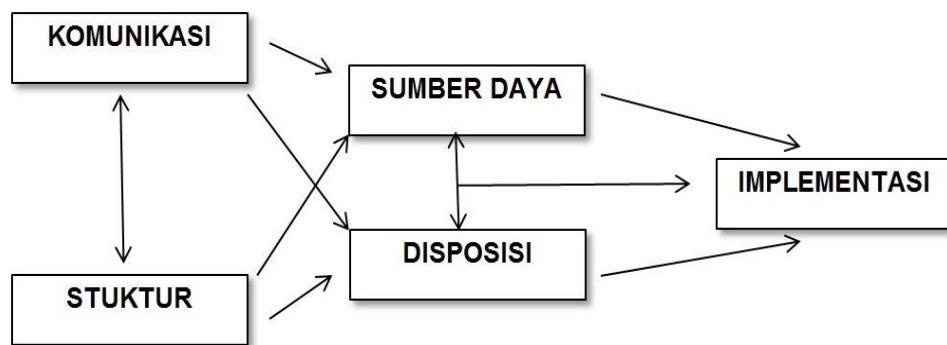 KOMUNIKASI
SUMBER DAYA
IMPLEMENTASI
DISPOSISI
STUKTUR